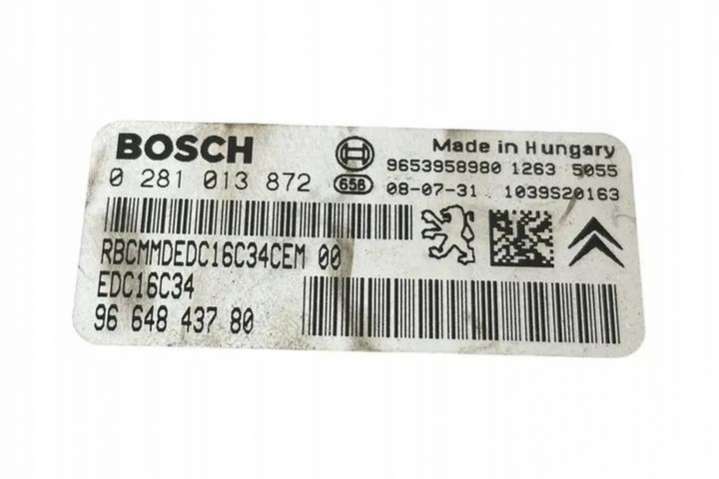 BOSCH
Made in Hungary
9653958980 1263 5055
0 281 013 872
656 08-07-31 1039S20163
RBCMMDEDC16C34CEM 00
EDC16C34
96 648 437 80